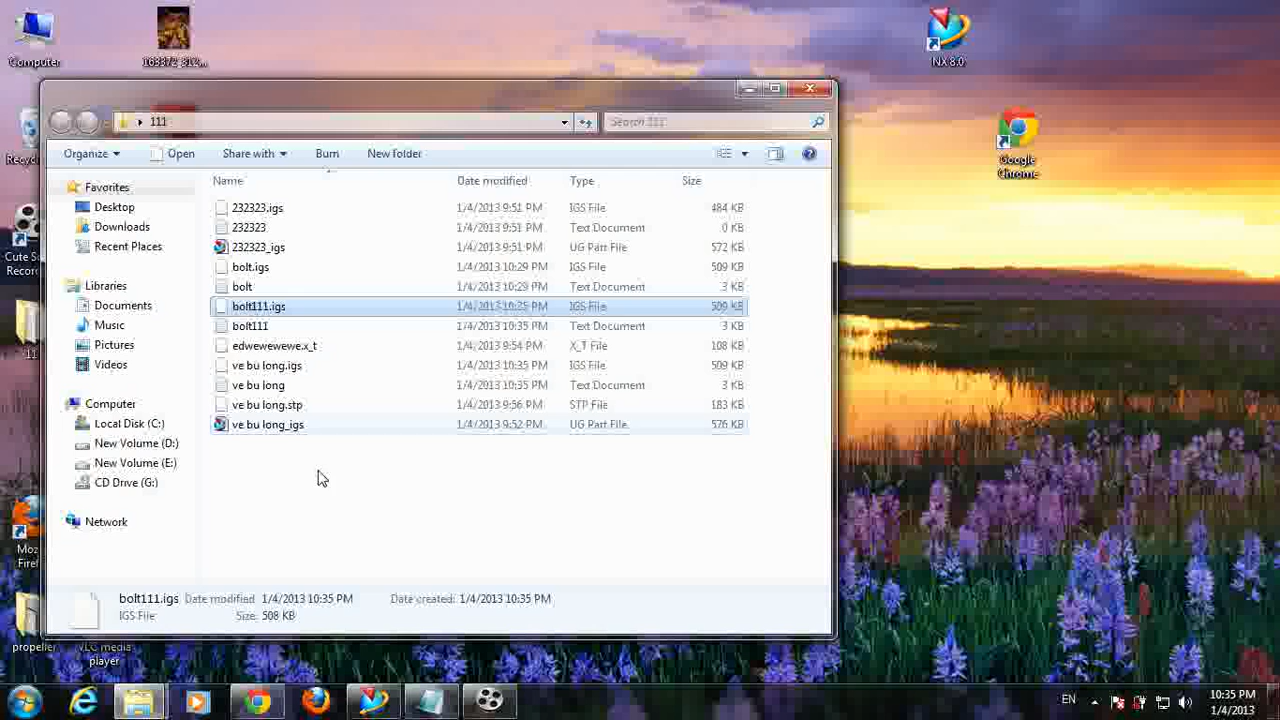 Computer
163372_312...
NX 8.0
Google
Chrome
111
Search 111
Organize
Open
Share with
Burn
New folder
Name
Date modified
Type
Size
Favorites
Desktop
Downloads
Recent Places
Libraries
Documents
Music
Pictures
Videos
Computer
Local Disk (C:)
New Volume (D:)
New Volume (E:)
CD Drive (G:)
Network
232323.igs 1/4/2013 9:51 PM IGS File 484 KB
232323 1/4/2013 9:51 PM Text Document 0 KB
232323_igs 1/4/2013 9:51 PM UG Part File 572 KB
bolt.igs 1/4/2013 10:29 PM IGS File 509 KB
bolt 1/4/2013 10:29 PM Text Document 3 KB
bolt111.igs 1/4/2013 10:35 PM IGS File 509 KB
bolt111 1/4/2013 10:35 PM Text Document 3 KB
edwewewewe.x_t 1/4/2013 9:54 PM X_T File 108 KB
ve bu long.igs 1/4/2013 10:35 PM IGS File 509 KB
ve bu long 1/4/2013 10:35 PM Text Document 3 KB
ve bu long.stp 1/4/2013 9:56 PM STP File 183 KB
ve bu long_igs 1/4/2013 9:52 PM UG Part File 576 KB
bolt111.igs Date modified 1/4/2013 10:35 PM Date created: 1/4/2013 10:35 PM
IGS File Size: 508 KB
Recyc
Cute S
Recor
11
Moz
Firef
propeller
VLC media
player
EN
10:35 PM
1/4/2013